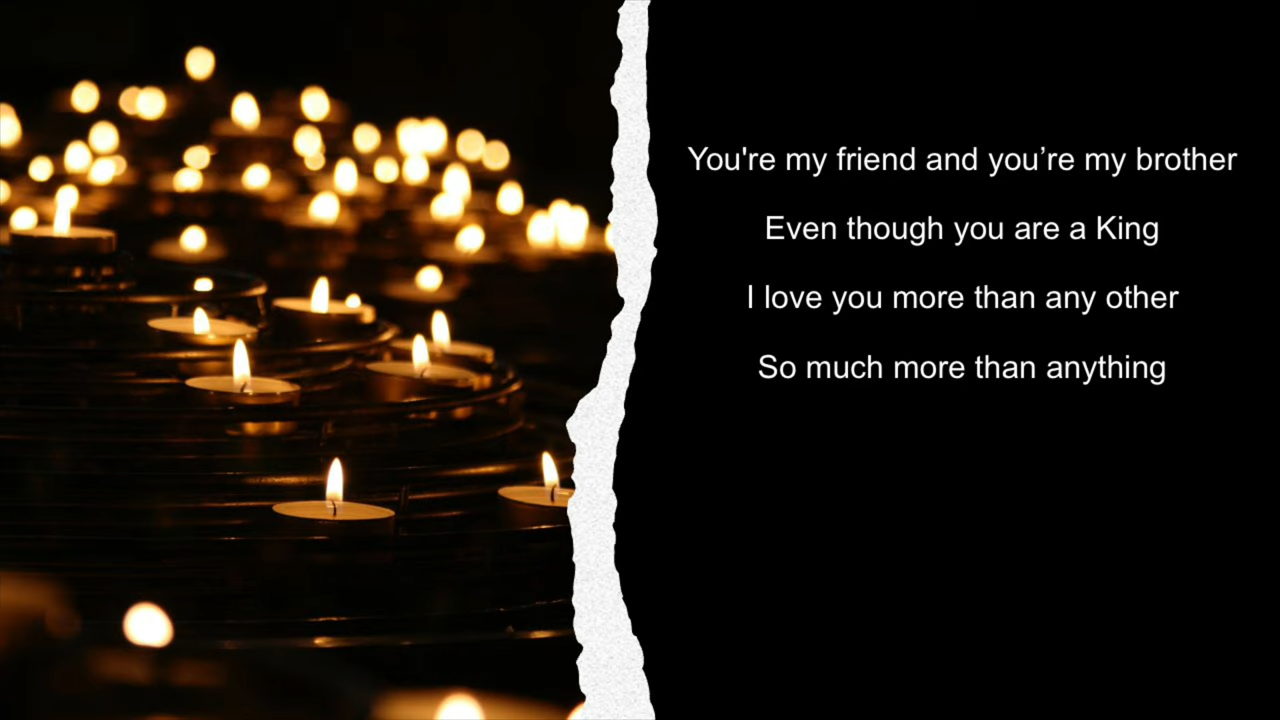 You're my friend and you’re my brother
Even though you are a King
I love you more than any other
So much more than anything